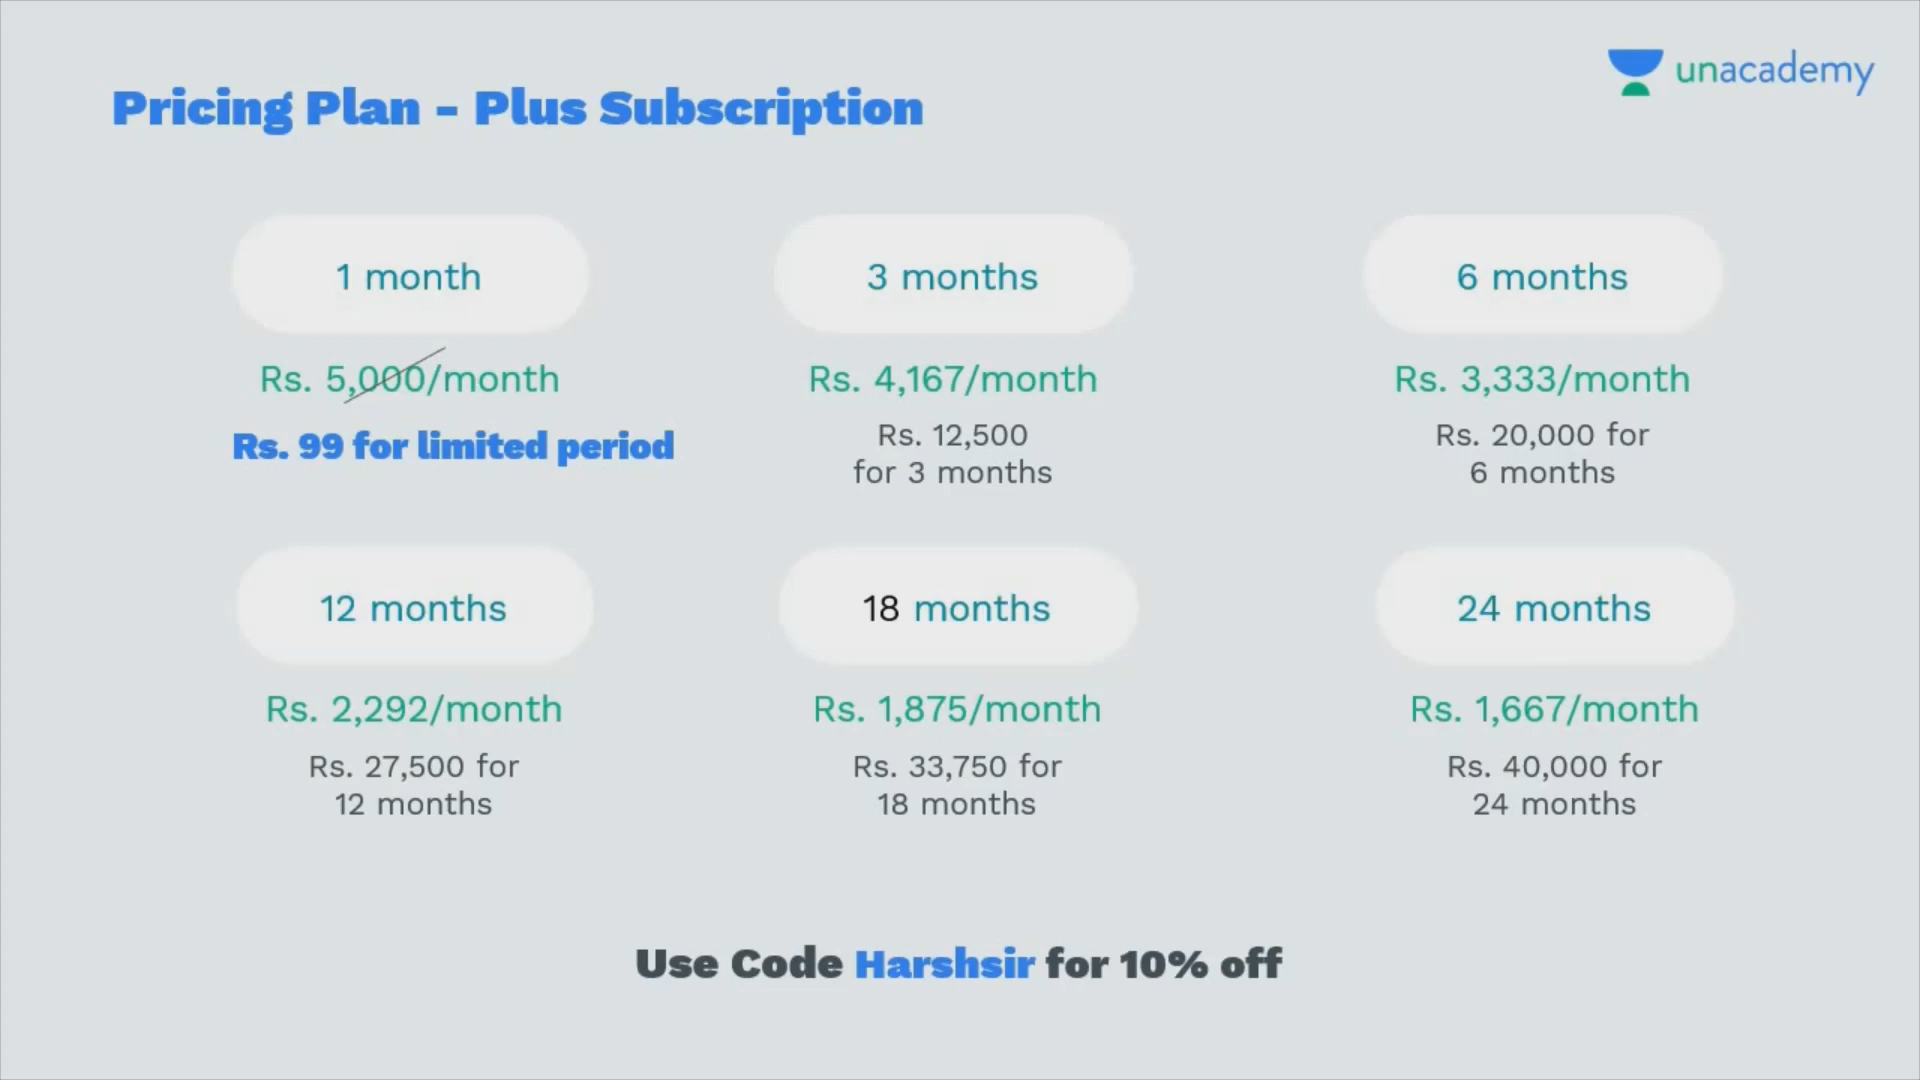 unacademy
Pricing Plan - Plus Subscription
1 month
Rs. 5,000/month
Rs. 99 for limited period
3 months
Rs. 4,167/month
Rs. 12,500
for 3 months
6 months
Rs. 3,333/month
Rs. 20,000 for
6 months
12 months
Rs. 2,292/month
Rs. 27,500 for
12 months
18 months
Rs. 1,875/month
Rs. 33,750 for
18 months
24 months
Rs. 1,667/month
Rs. 40,000 for
24 months
Use Code Harshsir for 10% off